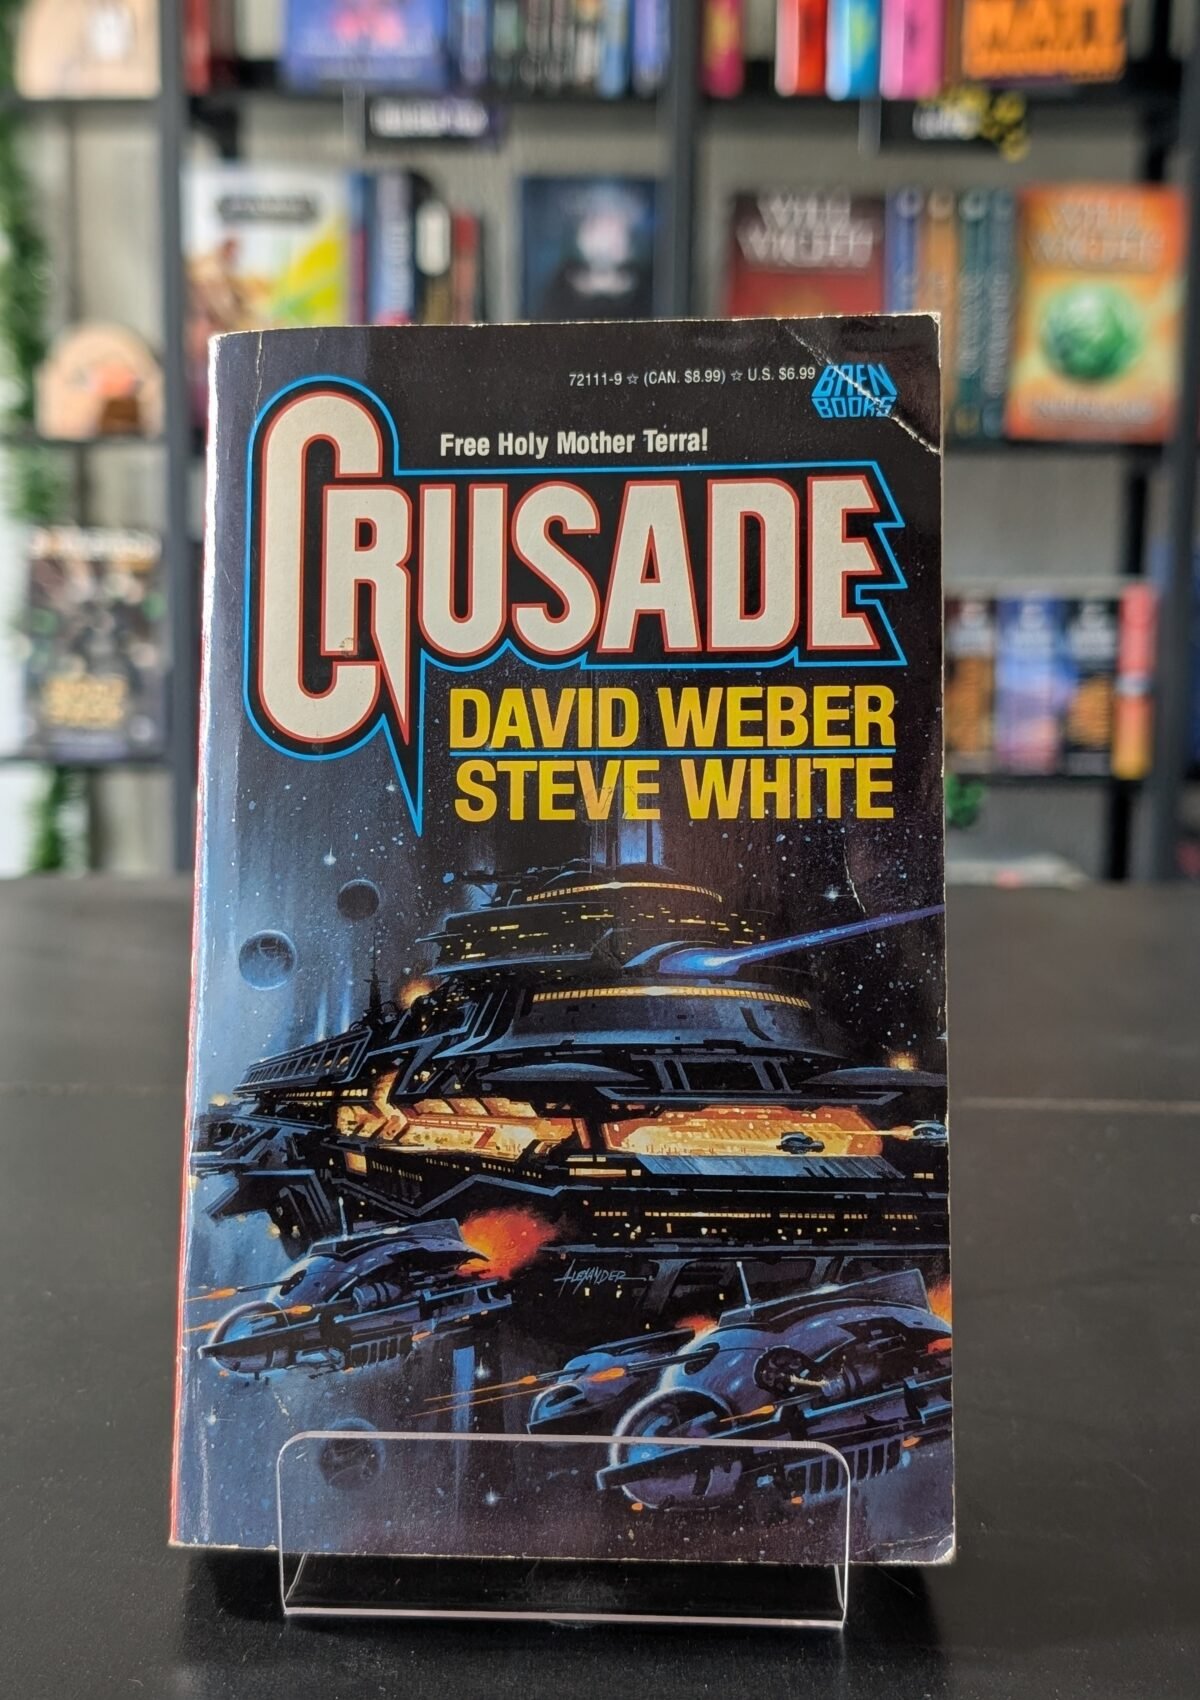 72111-9 ☆ (CAN. $8.99) ☆ U.S. $6.99
BAEN
BOOKS
Free Holy Mother Terra!
CRUSADE
DAVID WEBER
STEVE WHITE
ALEXANDER